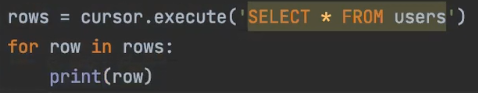 rows = cursor.execute('SELECT * FROM users')
for row in rows:
    print(row)